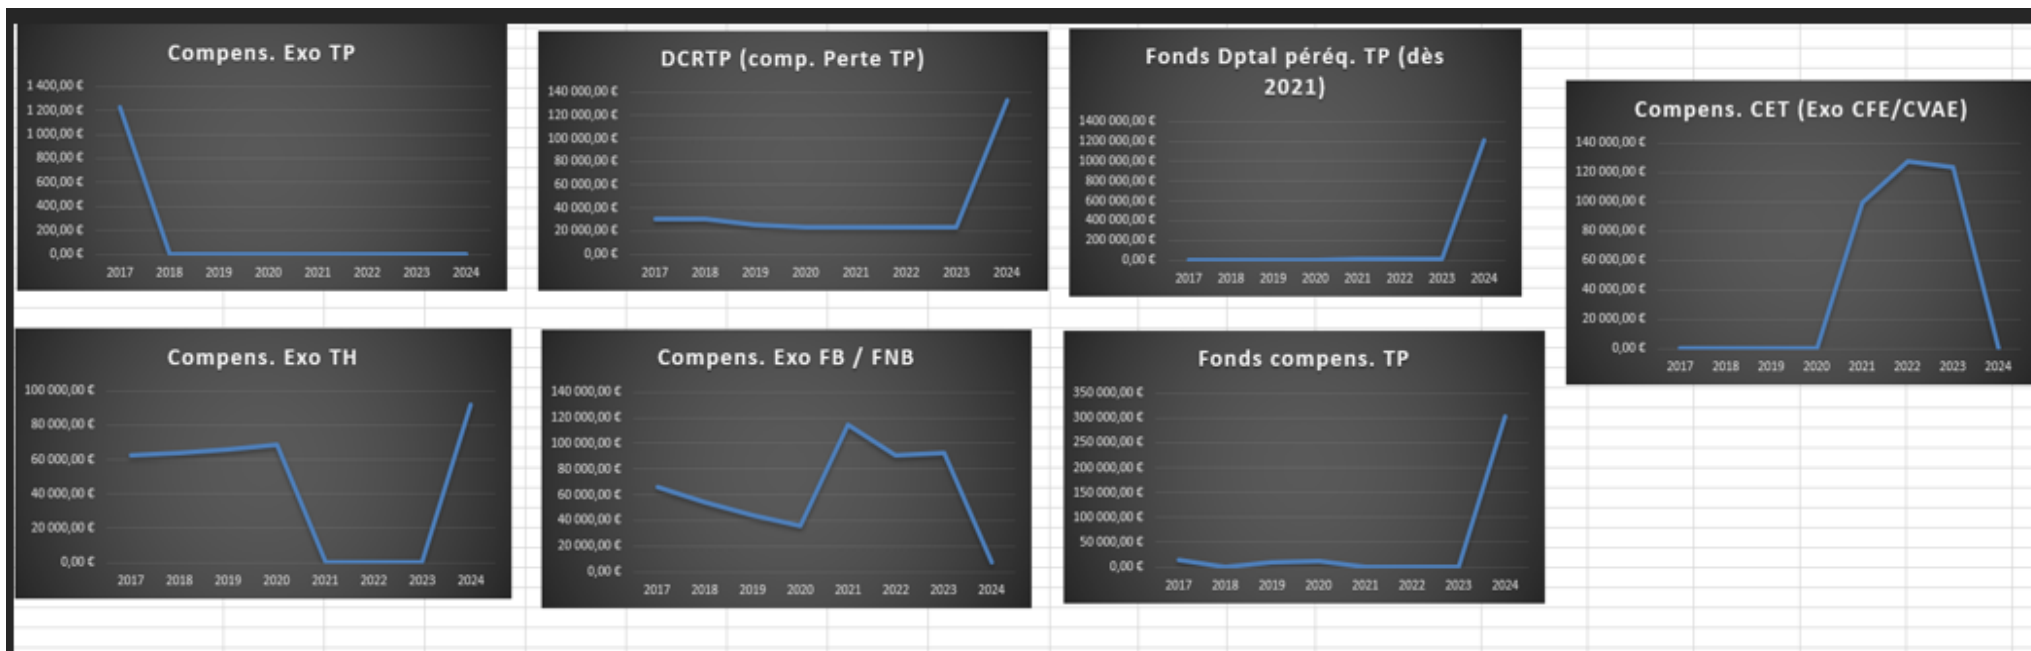 Compens. Exo TP
1 400,00 €
1 200,00 €
1 000,00 €
800,00 €
600,00 €
400,00 €
200,00 €
0,00 €
2017 2018 2019 2020 2021 2022 2023 2024
DCRTP (comp. Perte TP)
140 000,00 €
120 000,00 €
100 000,00 €
80 000,00 €
60 000,00 €
40 000,00 €
20 000,00 €
0,00 €
2017 2018 2019 2020 2021 2022 2023 2024
Fonds Dptal péréq. TP (dès
2021)
1400 000,00 €
1200 000,00 €
1000 000,00 €
800 000,00 €
600 000,00 €
400 000,00 €
200 000,00 €
0,00 €
2017 2018 2019 2020 2021 2022 2023 2024
Compens. CET (Exo CFE/CVAE)
140 000,00 €
120 000,00 €
100 000,00 €
80 000,00 €
60 000,00 €
40 000,00 €
20 000,00 €
0,00 €
2017 2018 2019 2020 2021 2022 2023 2024
Compens. Exo TH
100 000,00 €
80 000,00 €
60 000,00 €
40 000,00 €
20 000,00 €
0,00 €
2017 2018 2019 2020 2021 2022 2023 2024
Compens. Exo FB / FNB
140 000,00 €
120 000,00 €
100 000,00 €
80 000,00 €
60 000,00 €
40 000,00 €
20 000,00 €
0,00 €
2017 2018 2019 2020 2021 2022 2023 2024
Fonds compens. TP
350 000,00 €
300 000,00 €
250 000,00 €
200 000,00 €
150 000,00 €
100 000,00 €
50 000,00 €
0,00 €
2017 2018 2019 2020 2021 2022 2023 2024